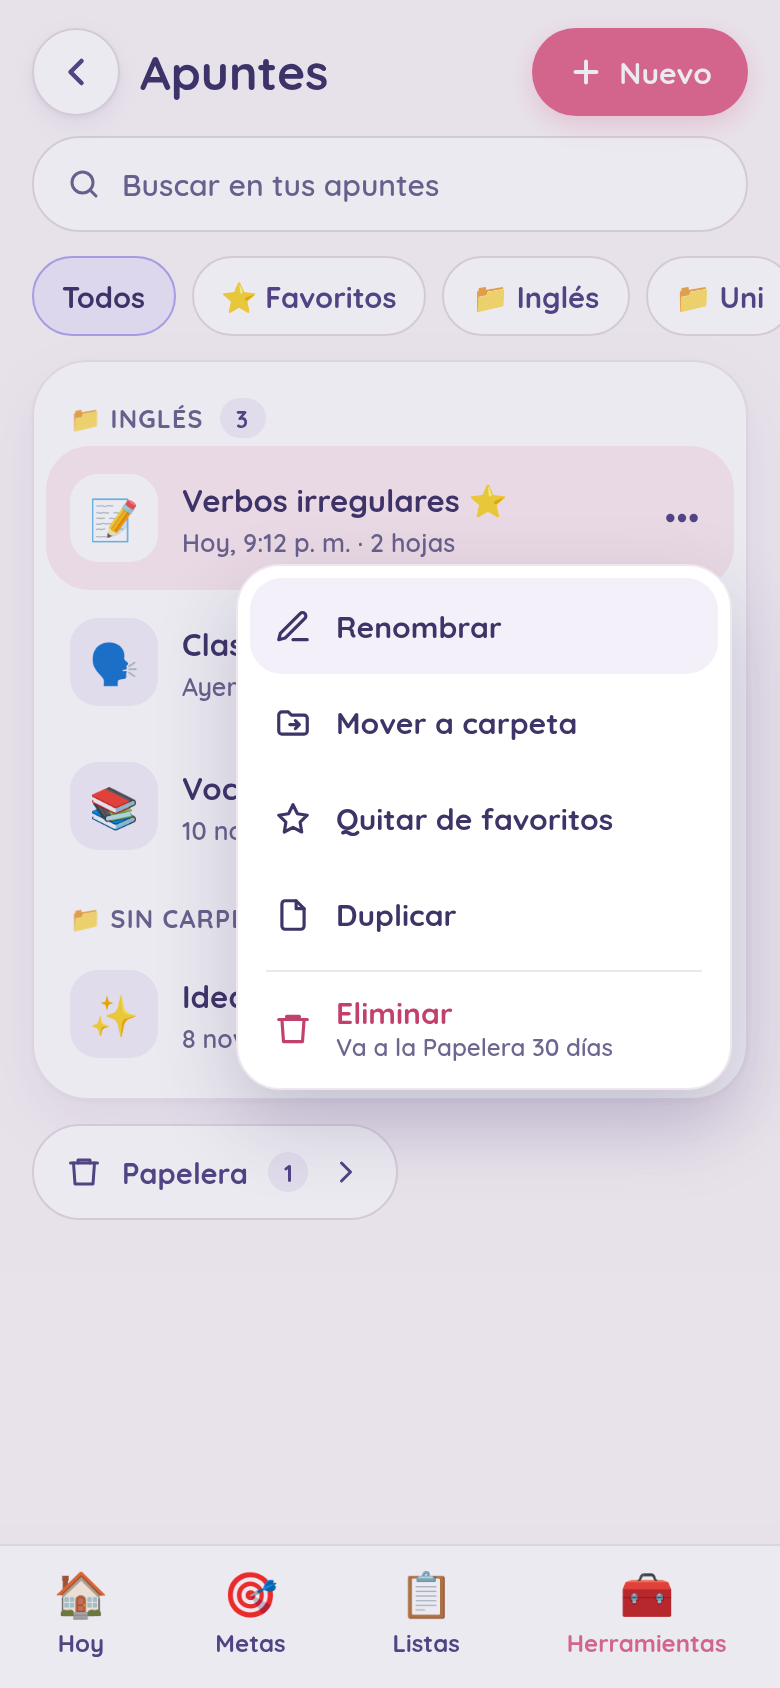 Apuntes
Nuevo
Buscar en tus apuntes
Todos
Favoritos
Inglés
Uni
INGLÉS 3
Verbos irregulares
Hoy, 9:12 p. m. · 2 hojas
Renombrar
Mover a carpeta
Quitar de favoritos
Duplicar
Eliminar
Va a la Papelera 30 días
Ayer
SIN
Papelera 1
Hoy
Metas
Listas
Herramientas